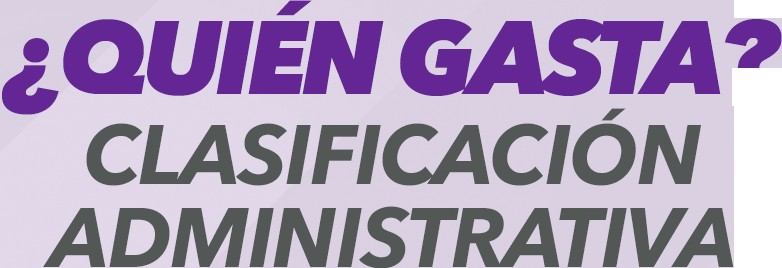 ¿QUIÉN GASTA?
CLASIFICACIÓN
ADMINISTRATIVA